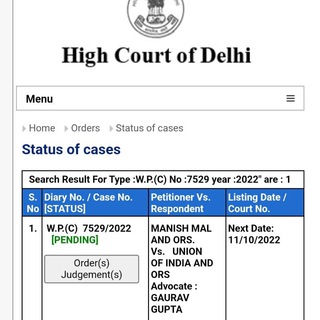 High Court of Delhi
Menu
Home Orders Status of cases
Status of cases
Search Result For Type :W.P.(C) No :7529 year :2022" are : 1
S. No
Diary No. / Case No. [STATUS]
Petitioner Vs. Respondent
Listing Date / Court No.
1.
W.P.(C) 7529/2022
[PENDING]
Order(s)
Judgement(s)
MANISH MAL
AND ORS.
Vs. UNION
OF INDIA AND
ORS
Advocate :
GAURAV
GUPTA
Next Date:
11/10/2022